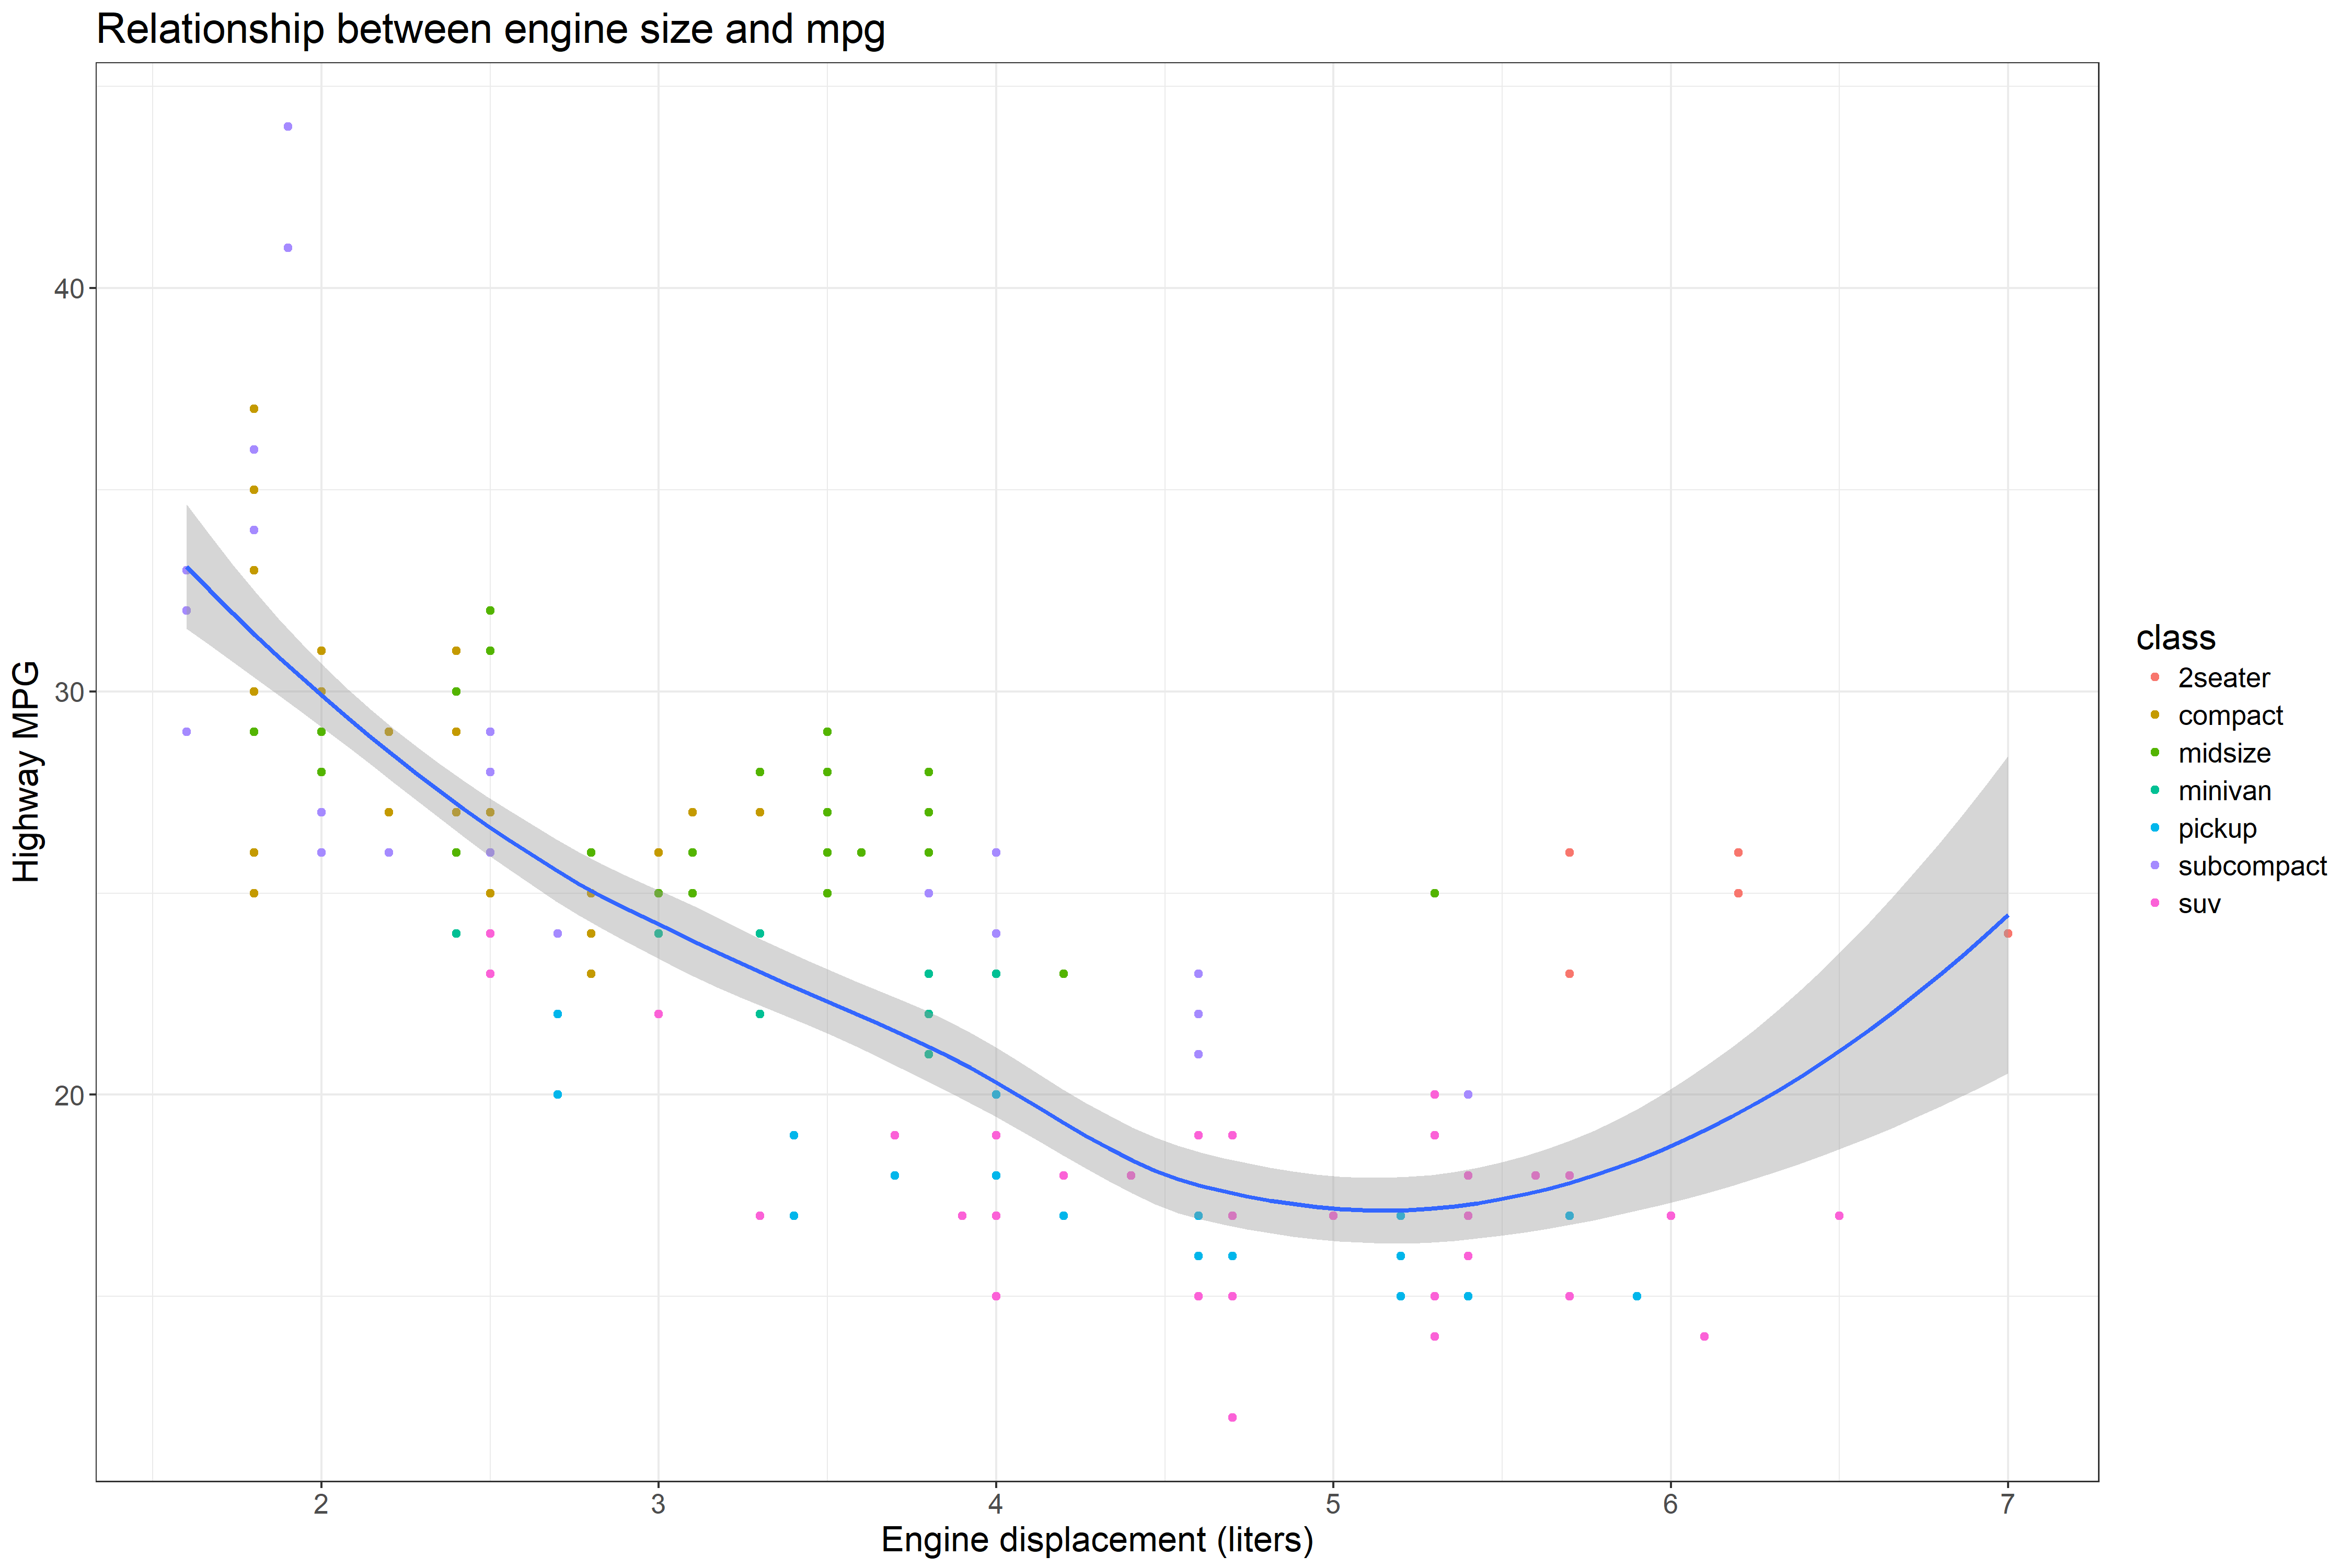 Relationship between engine size and mpg
Highway MPG
40
30
20
2 3 4 5 6 7
Engine displacement (liters)
class
2seater
compact
midsize
minivan
pickup
subcompact
suv